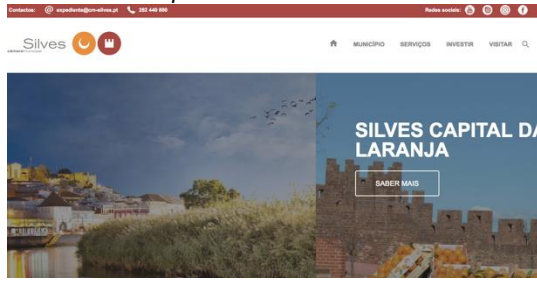 Contactos: @ expediente@cm-silves.pt 282 440 800
Redes sociais:
Silves
MUNICÍPIO SERVIÇOS INVESTIR VISITAR
SILVES CAPITAL DA
LARANJA
SABER MAIS